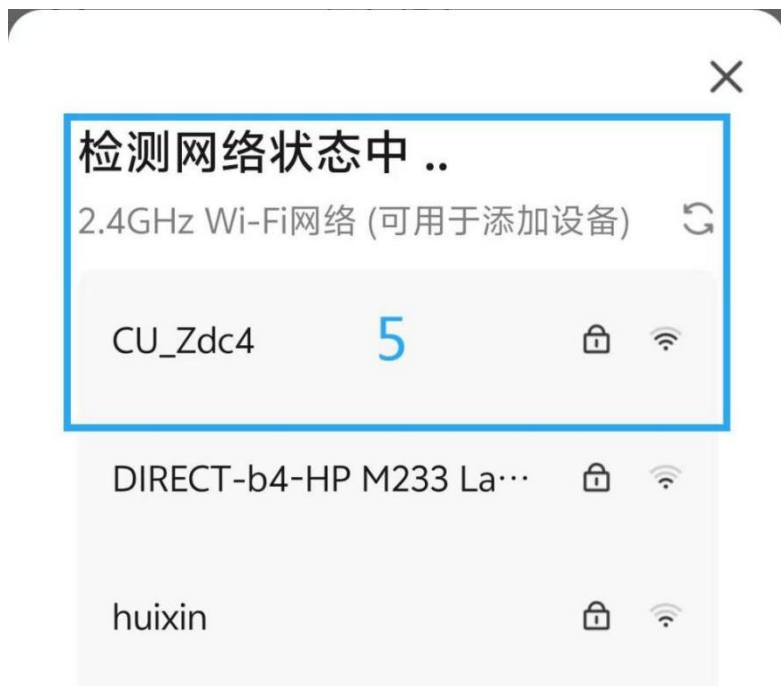 检测网络状态中 ..
2.4GHz Wi-Fi网络 (可用于添加设备)
CU_Zdc4 5
DIRECT-b4-HP M233 La…
huixin